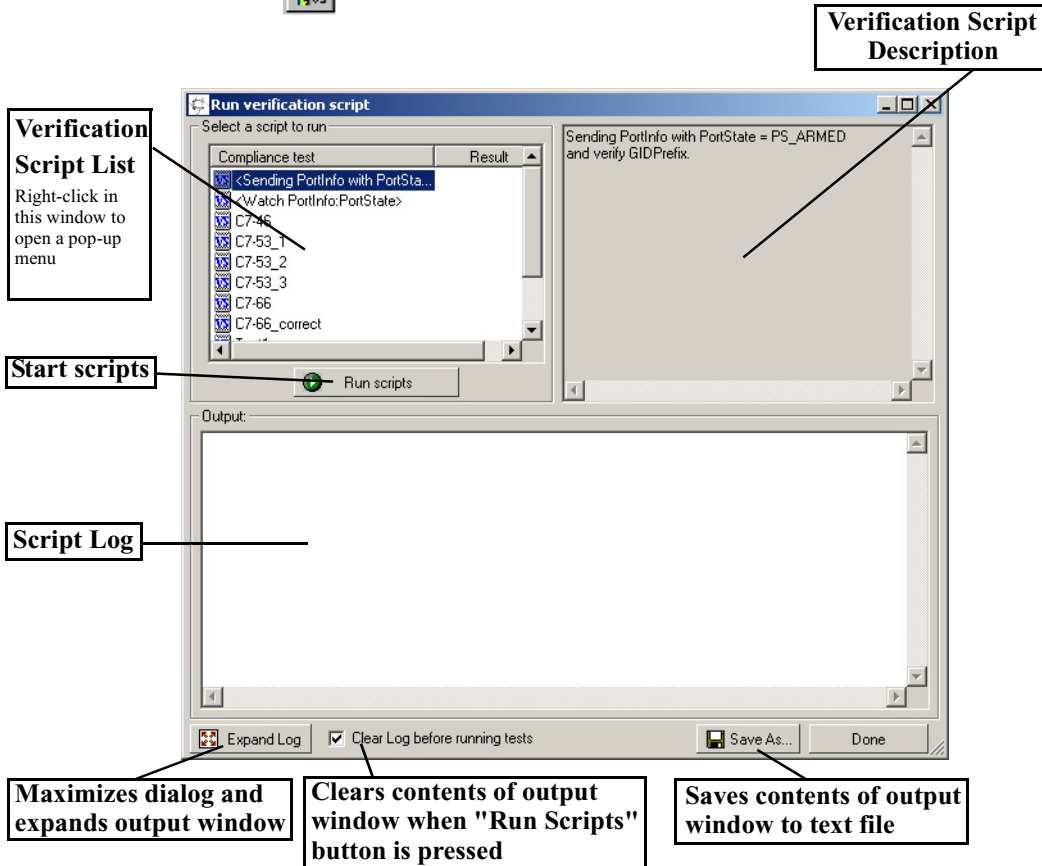 Verification Script
Description
Verification
Script List
Right-click in
this window to
open a pop-up
menu
Start scripts
Script Log
Run verification script
Select a script to run
Compliance test Result
<Sending PortInfo with PortSta...
<Watch PortInfo:PortState>
C7-46
C7-53_1
C7-53_2
C7-53_3
C7-66
C7-66_correct
Run scripts
Sending PortInfo with PortState = PS_ARMED
and verify GIDPrefix.
Output:
Expand Log
Clear Log before running tests
Save As...
Done
Maximizes dialog and
expands output window
Clears contents of output
window when "Run Scripts"
button is pressed
Saves contents of output
window to text file